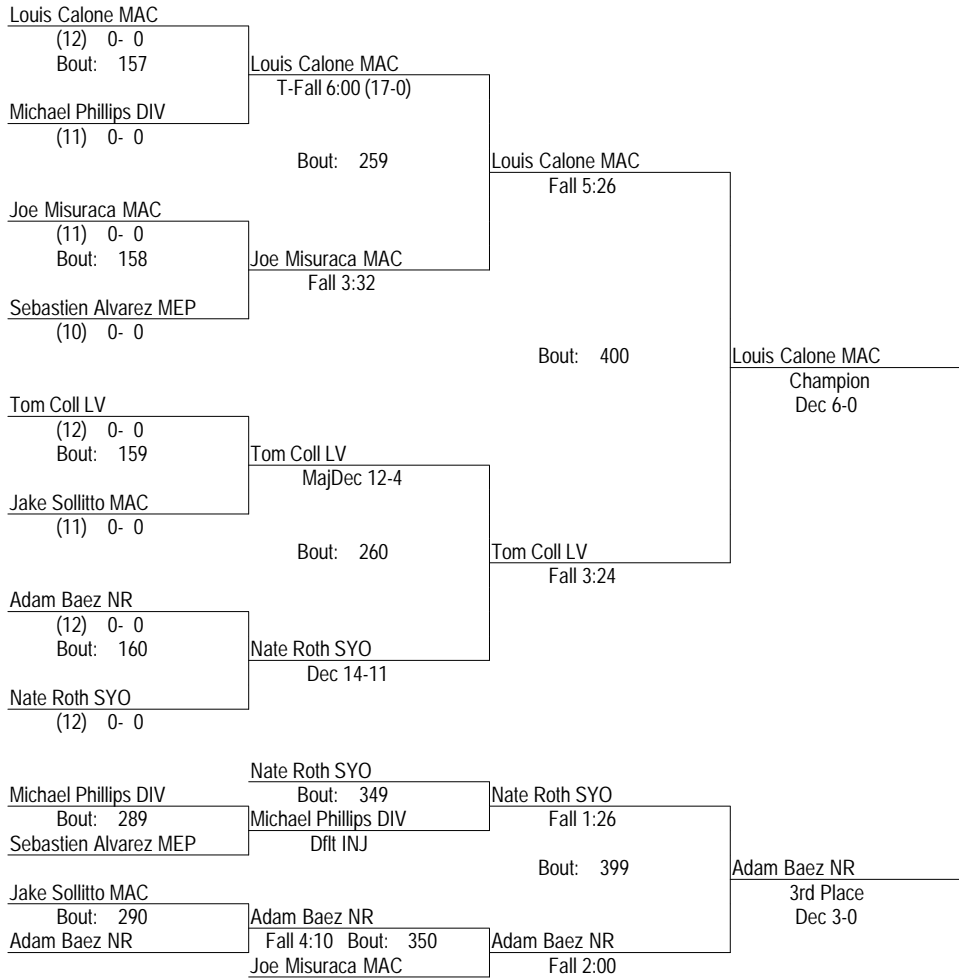 Louis Calone MAC
(12) 0- 0
Bout: 157
Louis Calone MAC
T-Fall 6:00 (17-0)
Michael Phillips DIV
(11) 0- 0
Bout: 259
Louis Calone MAC
Fall 5:26
Joe Misuraca MAC
(11) 0- 0
Bout: 158
Joe Misuraca MAC
Fall 3:32
Sebastien Alvarez MEP
(10) 0- 0
Bout: 400
Louis Calone MAC
Champion
Dec 6-0
Tom Coll LV
(12) 0- 0
Bout: 159
Tom Coll LV
MajDec 12-4
Jake Sollitto MAC
(11) 0- 0
Bout: 260
Tom Coll LV
Fall 3:24
Adam Baez NR
(12) 0- 0
Bout: 160
Nate Roth SYO
Dec 14-11
Nate Roth SYO
(12) 0- 0
Nate Roth SYO
Michael Phillips DIV
Bout: 349
Nate Roth SYO
Bout: 289
Michael Phillips DIV
Fall 1:26
Sebastien Alvarez MEP
Dflt INJ
Bout: 399
Adam Baez NR
3rd Place
Dec 3-0
Jake Sollitto MAC
Bout: 290
Adam Baez NR
Adam Baez NR
Fall 4:10 Bout: 350
Adam Baez NR
Joe Misuraca MAC
Fall 2:00